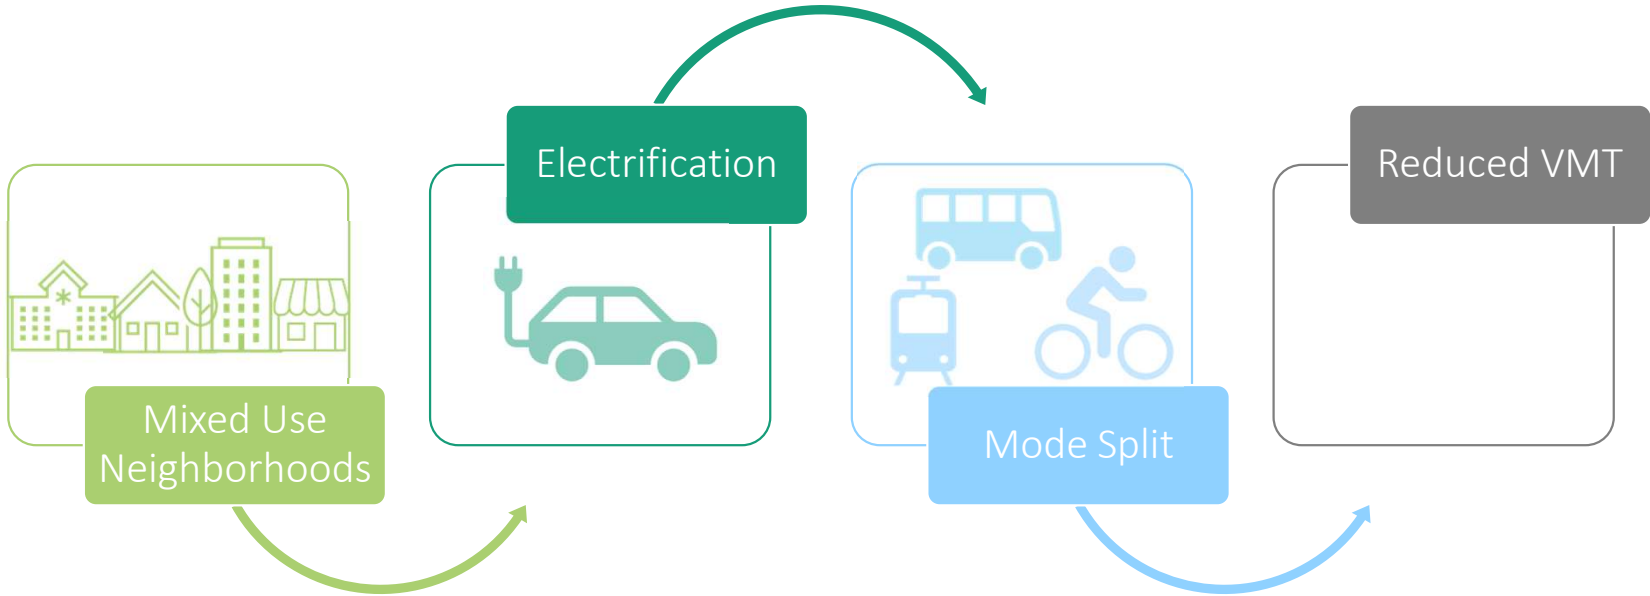 Mixed Use
Neighborhoods
Electrification
Mode Split
Reduced VMT